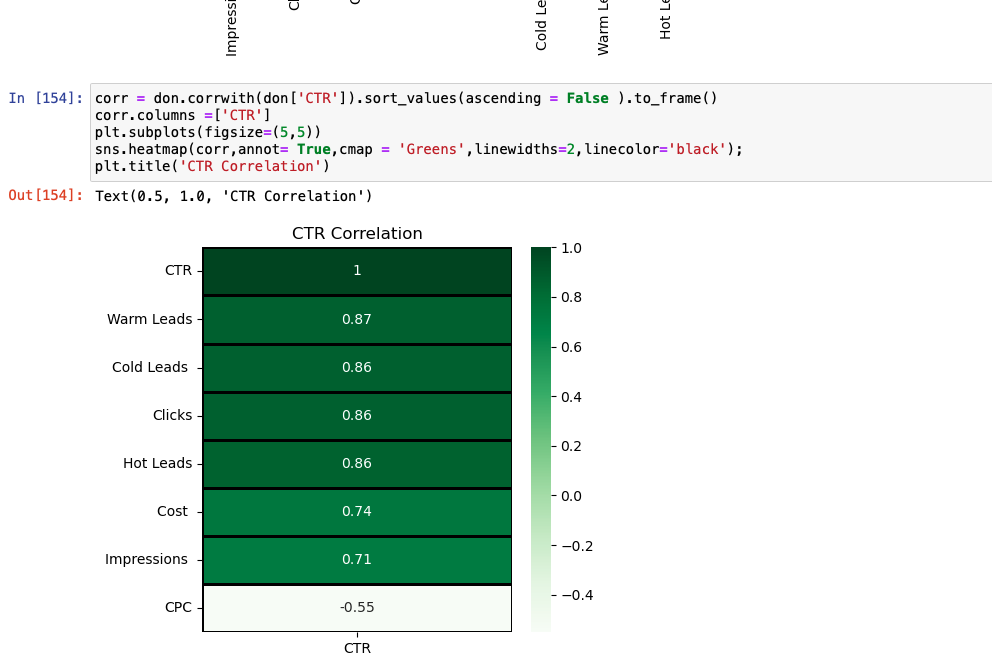 Cold Le
Warm Le
Hot Le
In [154]:
corr = don.corrwith(don['CTR']).sort_values(ascending = False ).to_frame()
corr.columns =['CTR']
plt.subplots(figsize=(5,5))
sns.heatmap(corr,annot= True,cmap = 'Greens',linewidths=2,linecolor='black');
plt.title('CTR Correlation')
Out[154]: Text(0.5, 1.0, 'CTR Correlation')
CTR Correlation
CTR 1
Warm Leads 0.87
Cold Leads 0.86
Clicks 0.86
Hot Leads 0.86
Cost 0.74
Impressions 0.71
CPC -0.55
CTR
1.0
0.8
0.6
0.4
0.2
0.0
−0.2
−0.4